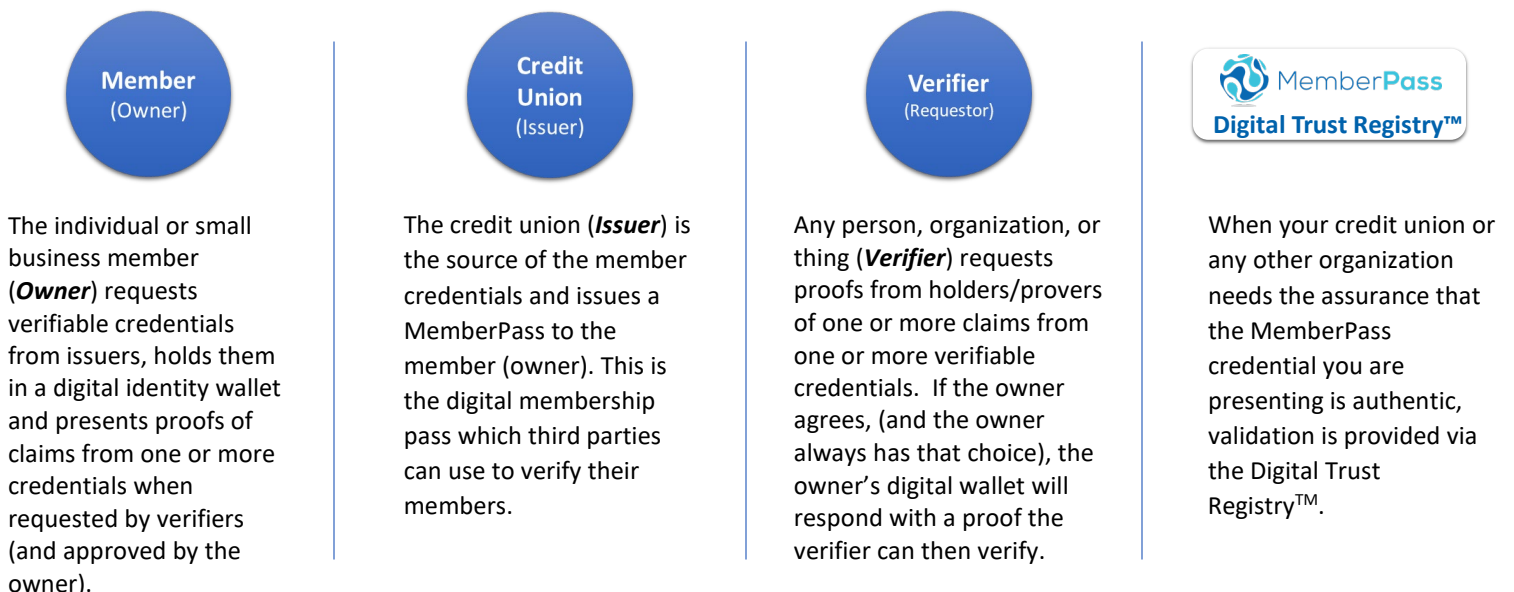 Member
(Owner)
The individual or small
business member
(Owner) requests
verifiable credentials
from issuers, holds them
in a digital identity wallet
and presents proofs of
claims from one or more
credentials when
requested by verifiers
(and approved by the
owner).
Credit
Union
(Issuer)
The credit union (Issuer) is
the source of the member
credentials and issues a
MemberPass to the
member (owner). This is
the digital membership
pass which third parties
can use to verify their
members.
Verifier
(Requestor)
Any person, organization, or
thing (Verifier) requests
proofs from holders/provers
of one or more claims from
one or more verifiable
credentials.  If the owner
agrees, (and the owner
always has that choice), the
owner’s digital wallet will
respond with a proof the
verifier can then verify.
MemberPass
Digital Trust Registry™
When your credit union or
any other organization
needs the assurance that
the MemberPass
credential you are
presenting is authentic,
validation is provided via
the Digital Trust
Registry™.